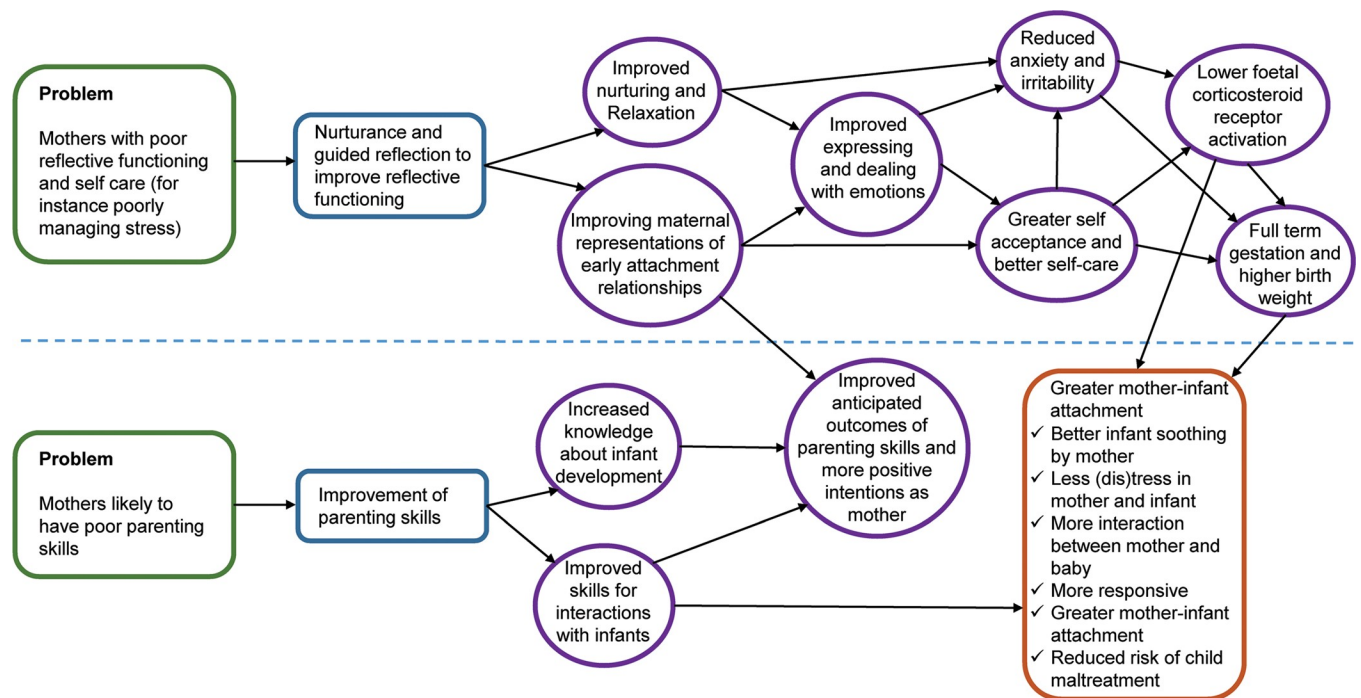 Problem
Mothers with poor
reflective functioning
and self care (for
instance poorly
managing stress)
Nurturance and
guided reflection to
improve reflective
functioning
Improved
nurturing and
Relaxation
Improving maternal
representations of
early attachment
relationships
Improved
expressing
and dealing
with emotions
Reduced
anxiety and
irritability
Greater self
acceptance and
better self-care
Lower foetal
corticosteroid
receptor
activation
Full term
gestation and
higher birth
weight
Problem
Mothers likely to
have poor parenting
skills
Improvement of
parenting skills
Increased
knowledge
about infant
development
Improved
skills for
interactions
with infants
Improved
anticipated
outcomes of
parenting skills and
more positive
intentions as
mother
Greater mother-infant
attachment
✓ Better infant soothing
by mother
✓ Less (dis)tress in
mother and infant
✓ More interaction
between mother and
baby
✓ More responsive
✓ Greater mother-infant
attachment
✓ Reduced risk of child
maltreatment